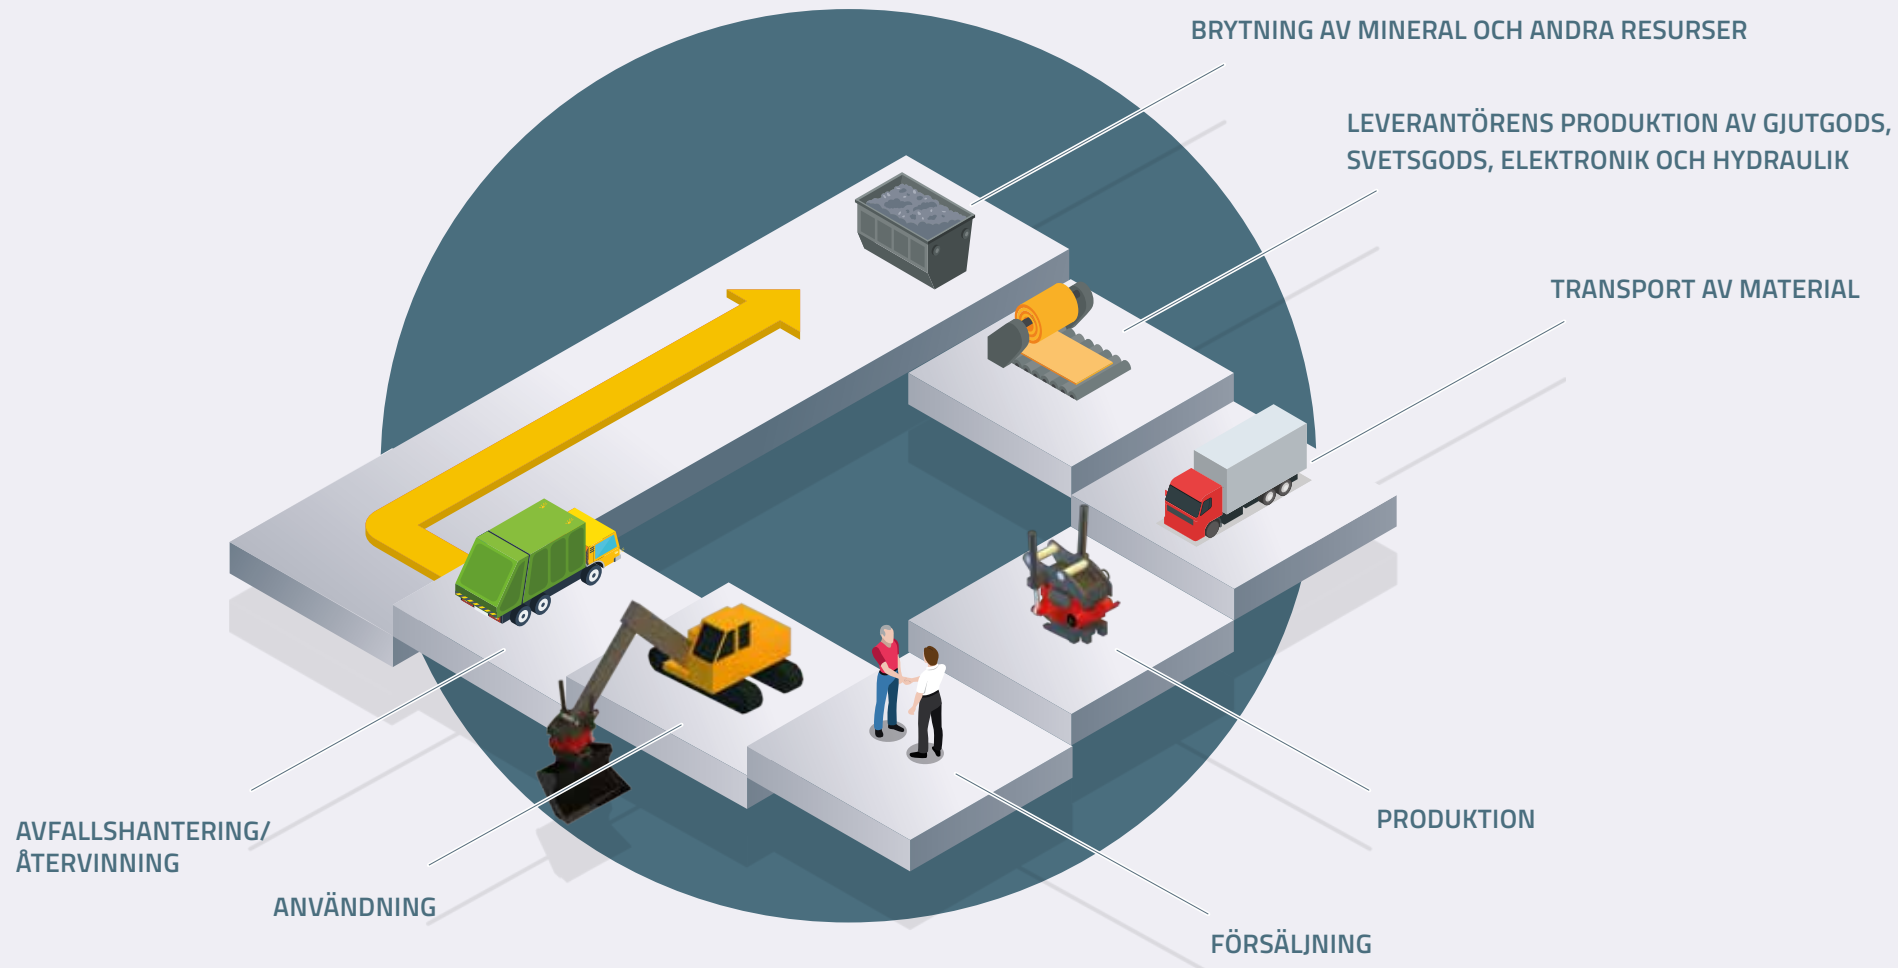 BRYTNING AV MINERAL OCH ANDRA RESURSER
LEVERANTÖRENS PRODUKTION AV GJUTGODS,
SVETSGODS, ELEKTRONIK OCH HYDRAULIK
TRANSPORT AV MATERIAL
PRODUKTION
FÖRSÄLJNING
ANVÄNDNING
AVFALLSHANTERING/
ÅTERVINNING